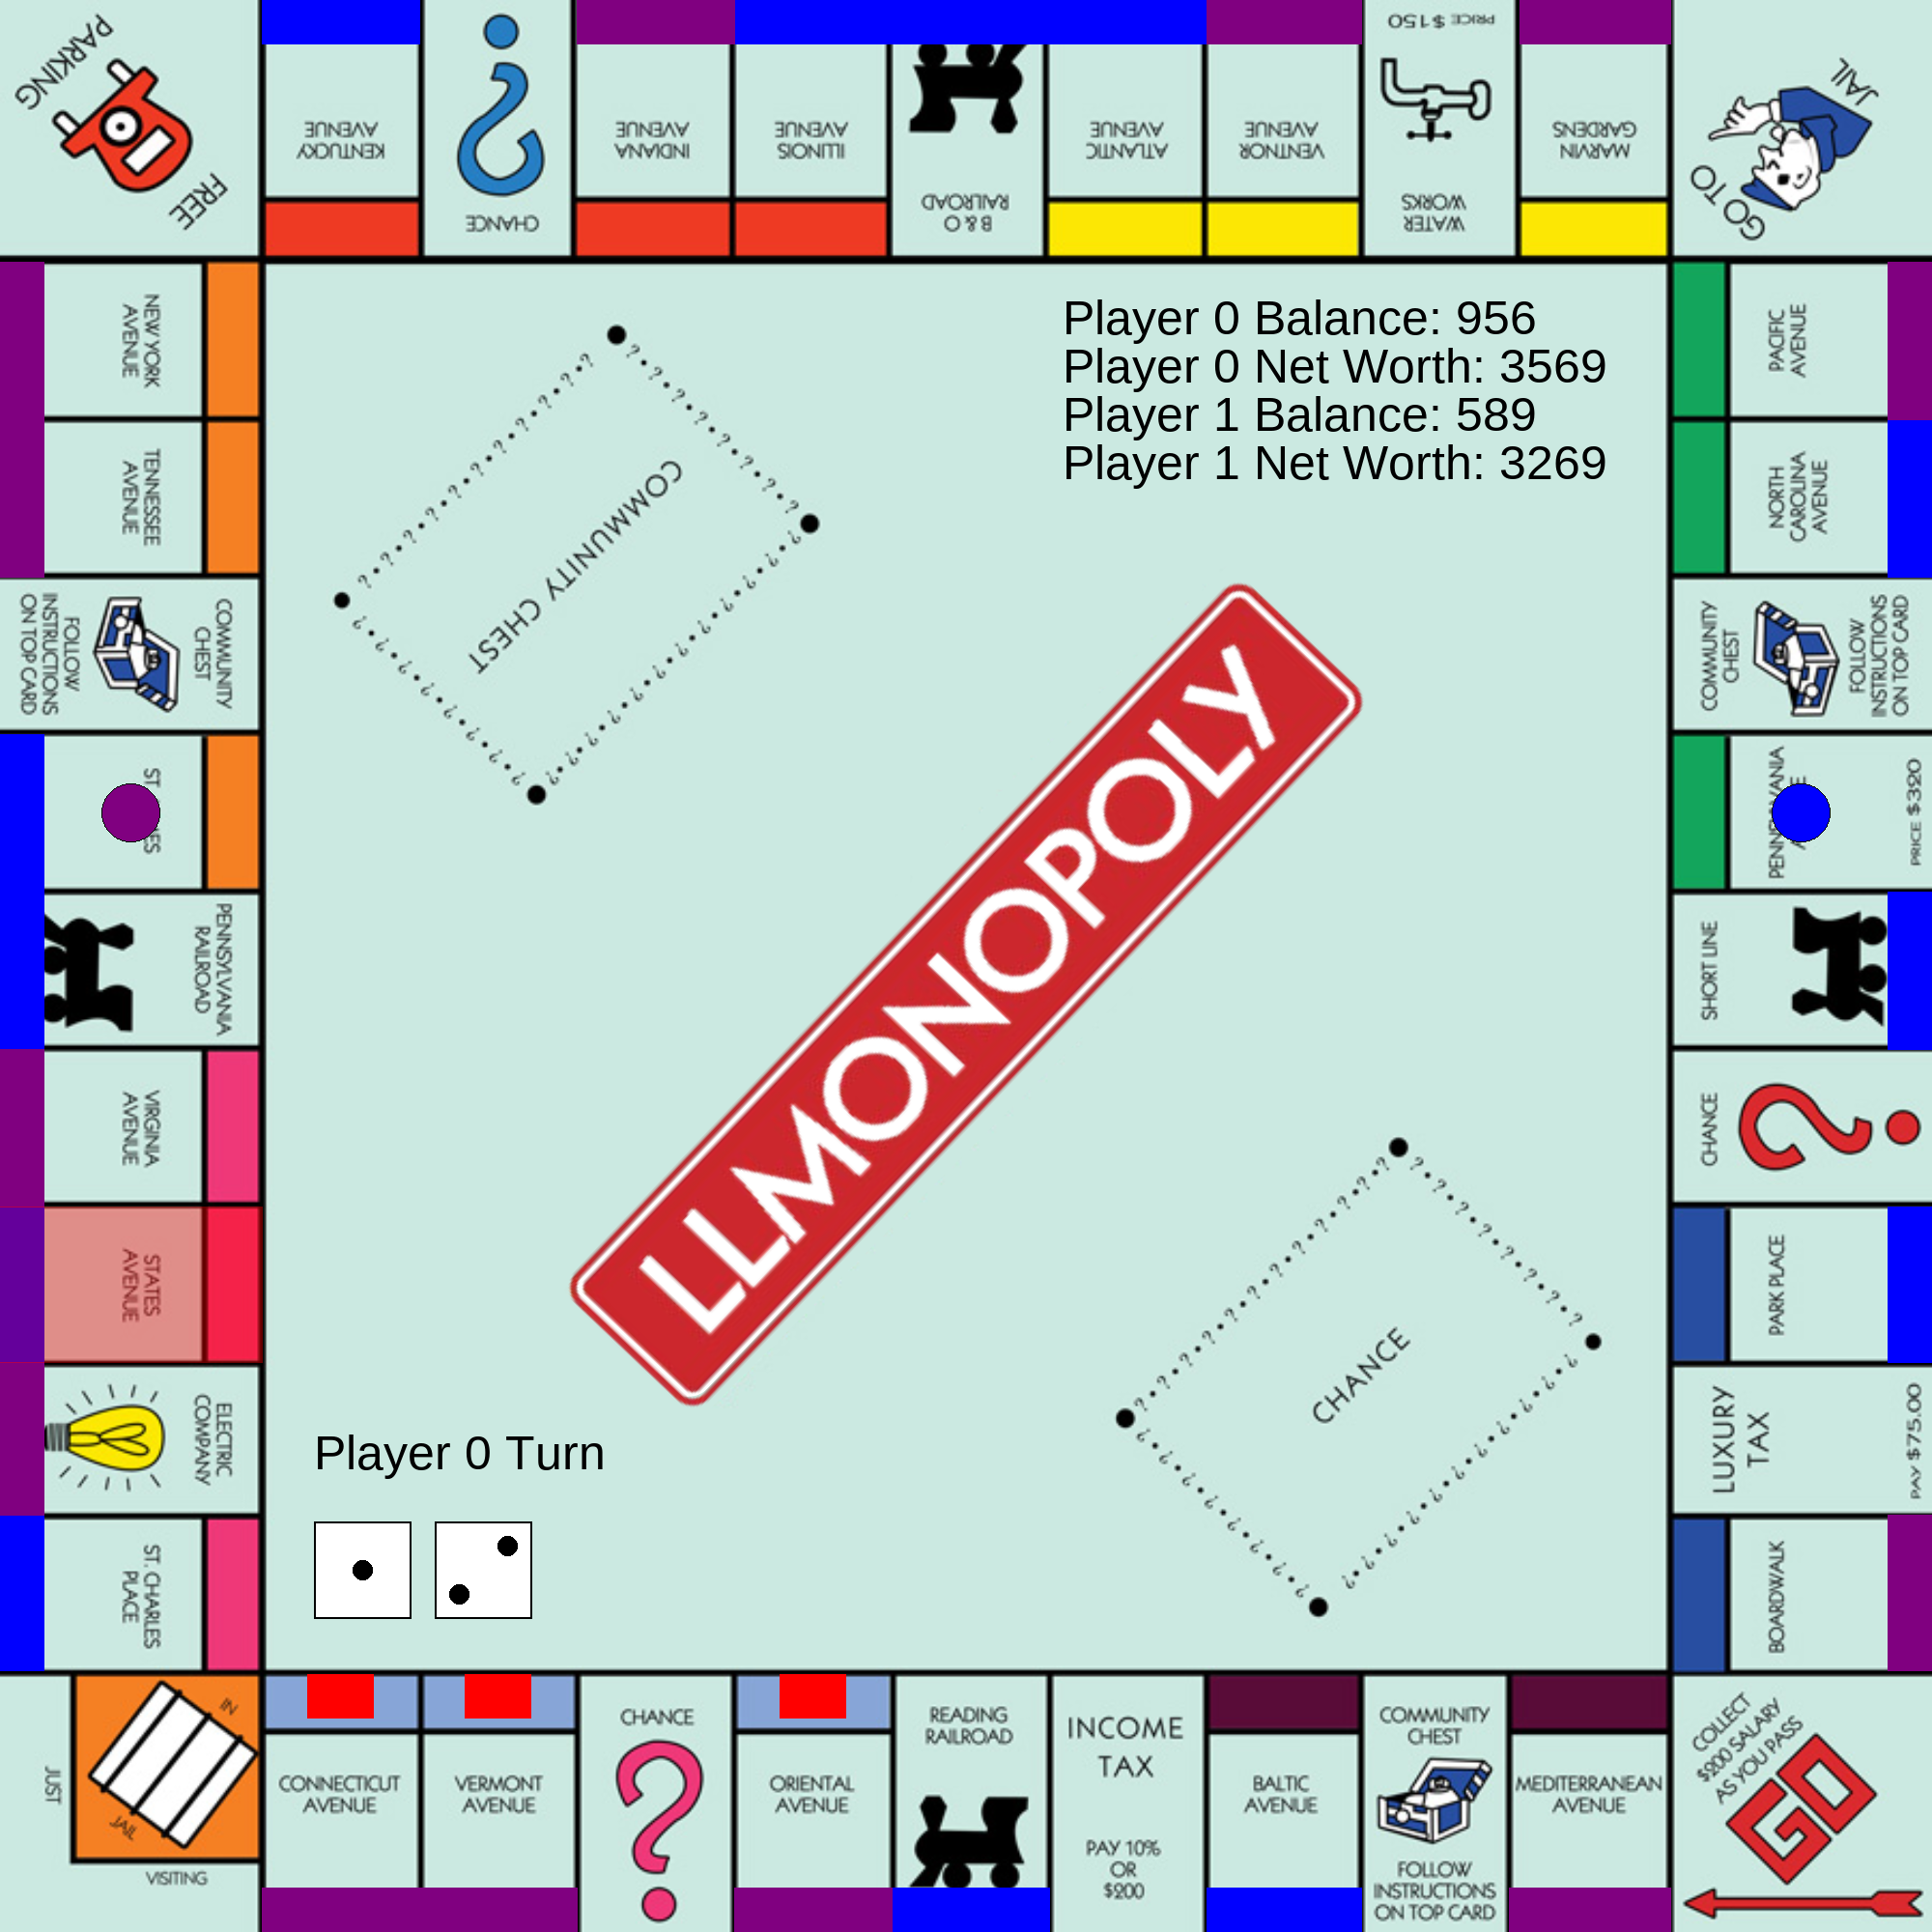 FREE
PARKING
KENTUCKY
AVENUE
CHANCE
INDIANA
AVENUE
ILLINOIS
AVENUE
B & O
RAILROAD
ATLANTIC
AVENUE
VENTNOR
AVENUE
WATER
WORKS
PRICE $150
MARVIN
GARDENS
GO TO
JAIL
NEW YORK
AVENUE
TENNESSEE
AVENUE
COMMUNITY
CHEST
FOLLOW
INSTRUCTIONS
ON TOP CARD
ST
ES
PENNSYLVANIA
RAILROAD
VIRGINIA
AVENUE
STATES
AVENUE
ELECTRIC
COMPANY
ST. CHARLES
PLACE
Player 0 Balance: 956
Player 0 Net Worth: 3569
Player 1 Balance: 589
Player 1 Net Worth: 3269
COMMUNITY CHEST
LLMONOPOLY
CHANCE
Player 0 Turn
PACIFIC
AVENUE
NORTH
CAROLINA
AVENUE
COMMUNITY
CHEST
FOLLOW
INSTRUCTIONS
ON TOP CARD
PRICE $320
SHORT LINE
CHANCE
PARK PLACE
LUXURY
TAX
PAY $75.00
BOARDWALK
JUST
VISITING
IN
JAIL
CONNECTICUT
AVENUE
VERMONT
AVENUE
CHANCE
ORIENTAL
AVENUE
READING
RAILROAD
INCOME
TAX
PAY 10%
OR
$200
BALTIC
AVENUE
COMMUNITY
CHEST
FOLLOW
INSTRUCTIONS
ON TOP CARD
MEDITERRANEAN
AVENUE
COLLECT
$200 SALARY
AS YOU PASS
GO